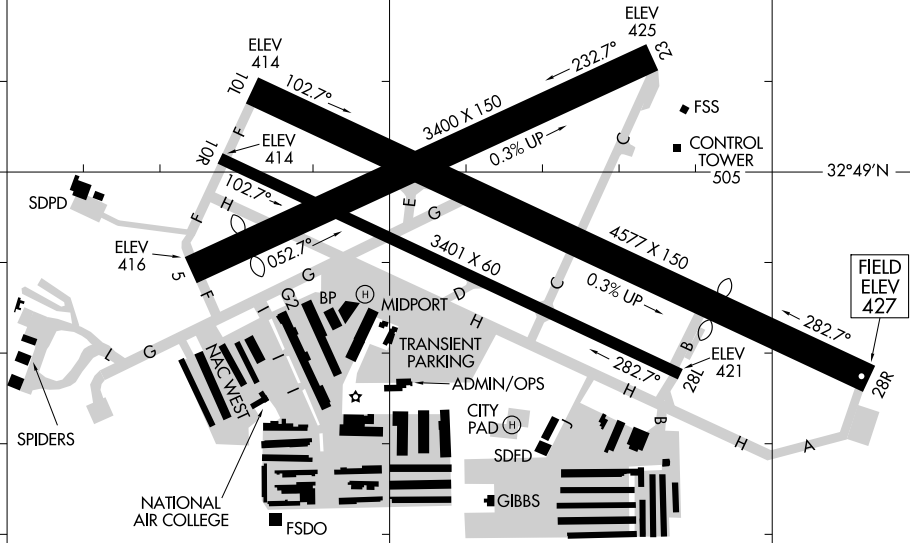 ELEV
425
23
ELEV
414
10L
102.7°
232.7°
FSS
3400 X 150
0.3% UP
C
CONTROL
TOWER
505
F
10R
ELEV
414
32°49'N
102.7°
SDPD
H
F
E
G
3401 X 60
4577 X 150
ELEV
416
5
052.7°
G
F
C
0.3% UP
FIELD
ELEV
427
D
G2
BP
H
MIDPORT
H
I
282.7°
B
L
G
NAC WEST
I
TRANSIENT
PARKING
282.7°
ELEV
421
28L
28R
I
ADMIN/OPS
H
SPIDERS
CITY
PAD
H
J
B
H
A
SDFD
NATIONAL
AIR COLLEGE
FSDO
GIBBS